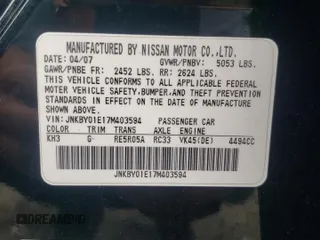 MANUFACTURED BY NISSAN MOTOR CO.,LTD.
DATE: 04/07 GVWR/PNBV: 5053 LBS.
GAWR/PNBE FR: 2452 LBS. RR: 2624 LBS.
THIS VEHICLE CONFORMS TO ALL APPLICABLE FEDERAL
MOTOR VEHICLE SAFETY,BUMPER,AND THEFT PREVENTION
STANDARDS IN EFFECT ON THE DATE OF MANUFACTURE
SHOWN ABOVE.
VIN: JNKBY01E17M403594 PASSENGER CAR
COLOR TRIM TRANS AXLE ENGINE
KH3 G RE5R05A RC33 VK45(DE) 4494CC
JNKBY01E17M403594